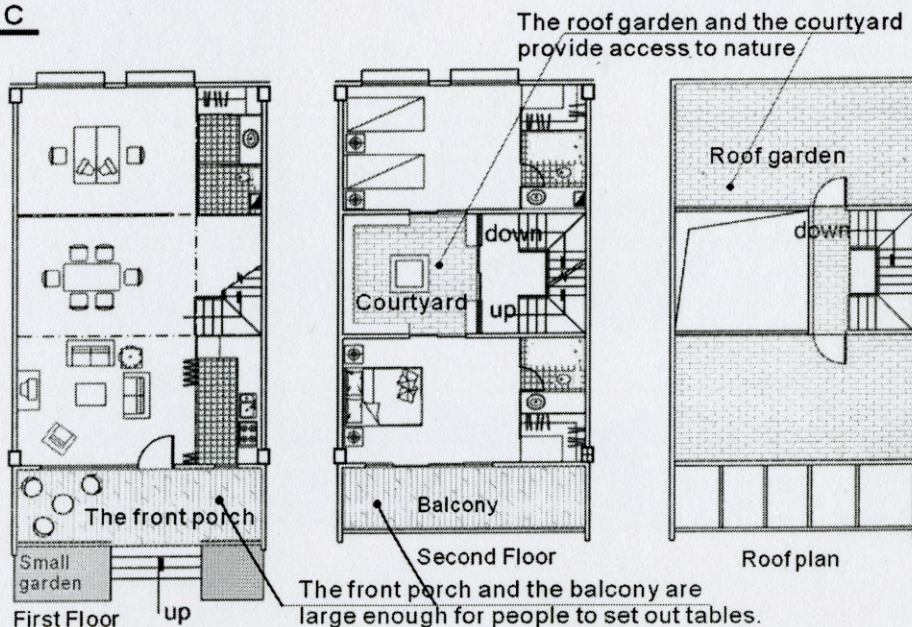 C
The roof garden and the courtyard
provide access to nature
Roof garden
down
down
up
Courtyard
The front porch
Balcony
Small
garden
Second Floor
Roof plan
The front porch and the balcony are
large enough for people to set out tables.
First Floor
up